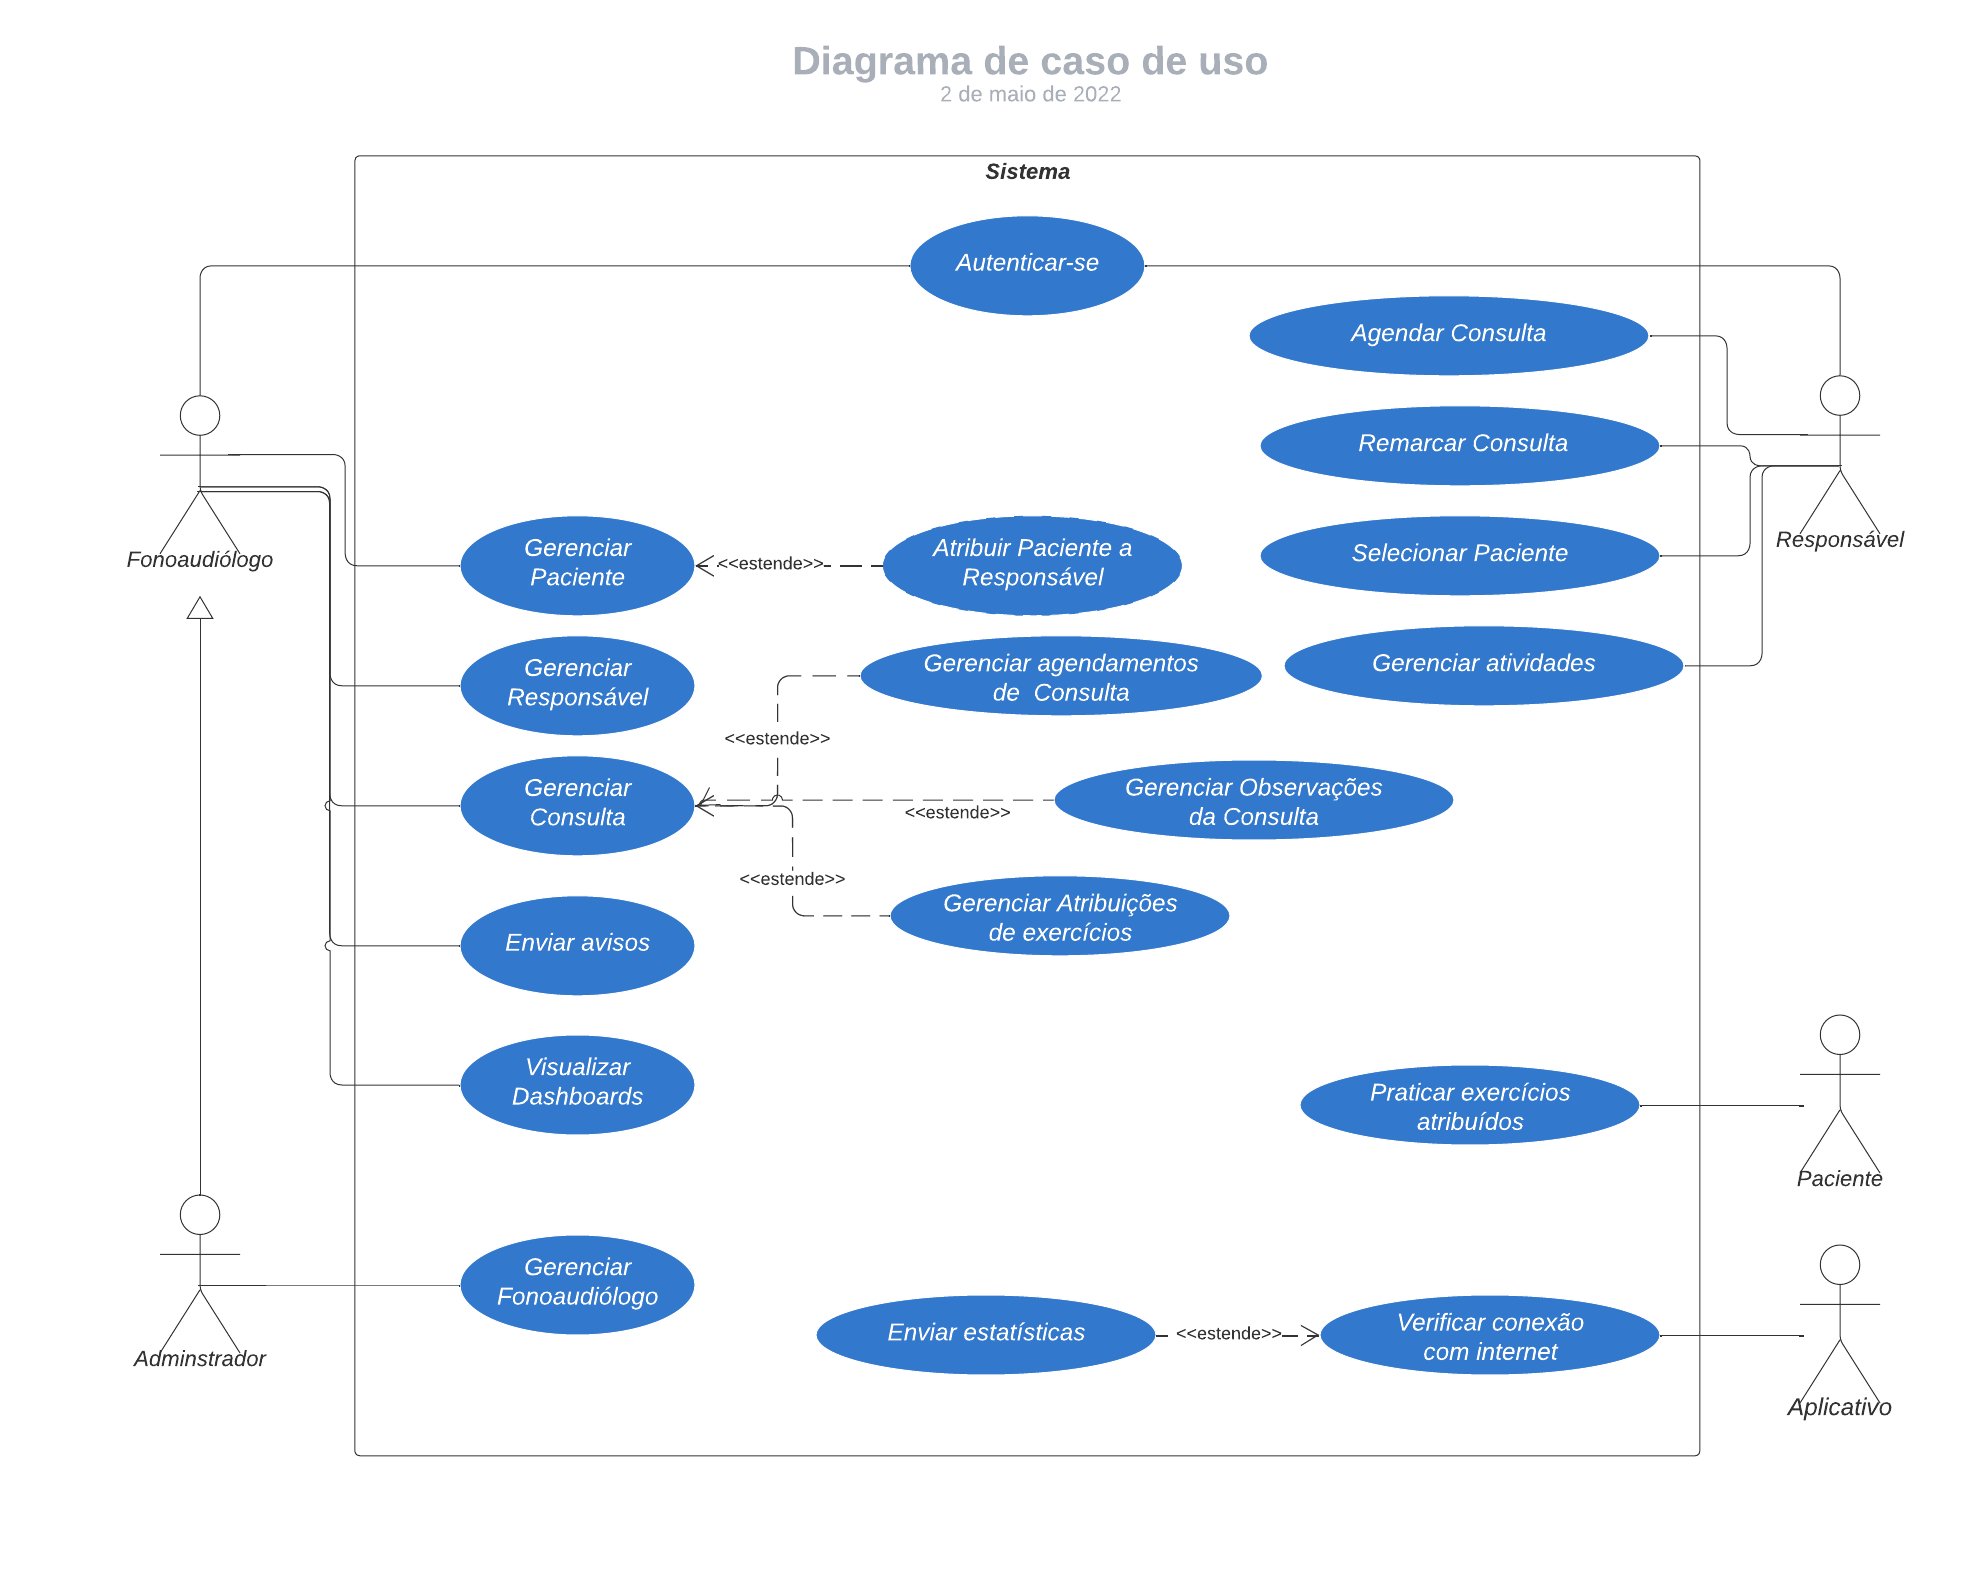 Diagrama de caso de uso
2 de maio de 2022
Sistema
Autenticar-se
Agendar Consulta
Remarcar Consulta
Responsável
Fonoaudiólogo
Gerenciar
Paciente
<<estende>>
Atribuir Paciente a
Responsável
Selecionar Paciente
Gerenciar
Responsável
Gerenciar agendamentos
de  Consulta
Gerenciar atividades
<<estende>>
Gerenciar
Consulta
<<estende>>
Gerenciar Observações
da Consulta
<<estende>>
Gerenciar Atribuições
de exercícios
Enviar avisos
Visualizar
Dashboards
Praticar exercícios
atribuídos
Paciente
Gerenciar
Fonoaudiólogo
Adminstrador
Enviar estatísticas
<<estende>>
Verificar conexão
com internet
Aplicativo